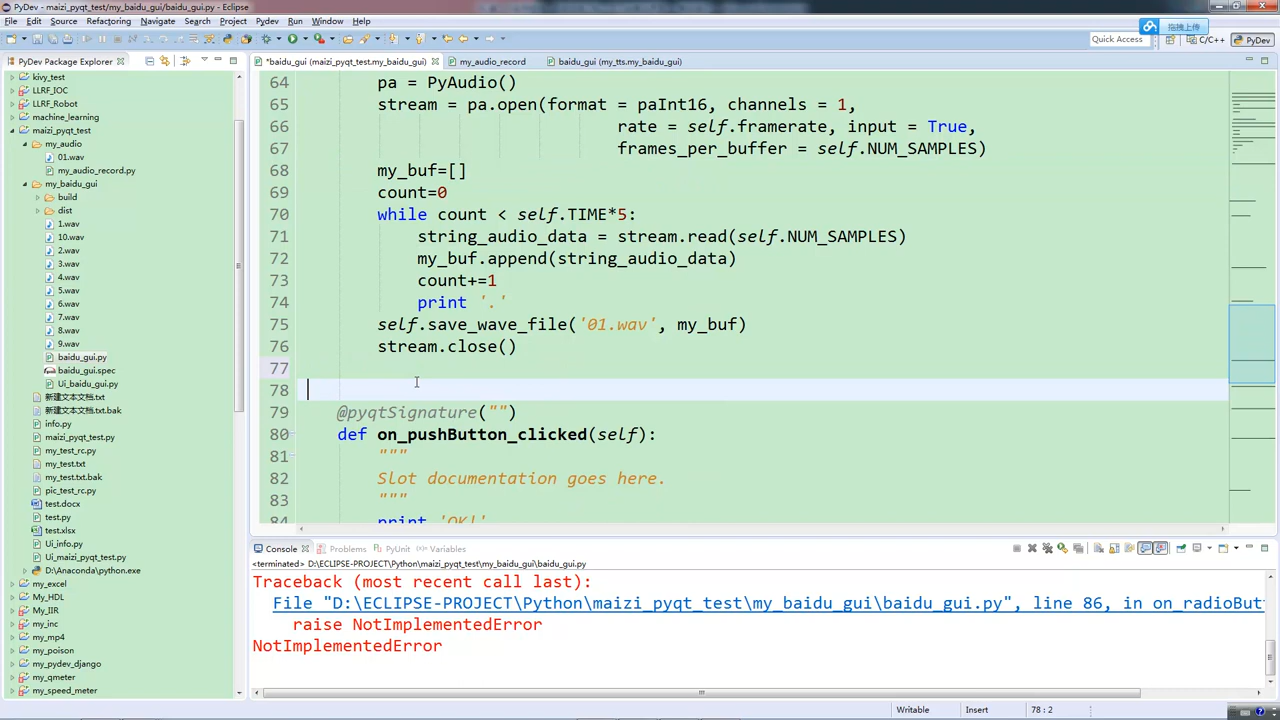 PyDev - maizi_pyqt_test/my_baidu_gui/baidu_gui.py - Eclipse
File Edit Source Refactoring Navigate Search Project Pydev Run Window Help
拖拽上传
Quick Access
C/C++
PyDev
PyDev Package Explorer
*baidu_gui (maizi_pyqt_test.my_baidu_gui)
my_audio_record
baidu_gui (my_tts.my_baidu_gui)
kivy_test
LLRF_IOC
LLRF_Robot
machine_learning
maizi_pyqt_test
my_audio
01.wav
my_audio_record.py
my_baidu_gui
build
dist
1.wav
10.wav
2.wav
3.wav
4.wav
5.wav
6.wav
7.wav
8.wav
9.wav
baidu_gui.py
baidu_gui.spec
Ui_baidu_gui.py
新建文本文档.txt
新建文本文档.txt.bak
info.py
maizi_pyqt_test.py
my_test_rc.py
my_test.txt
my_test.txt.bak
pic_test_rc.py
test.docx
test.py
test.xlsx
Ui_info.py
Ui_maizi_pyqt_test.py
D:\Anaconda\python.exe
my_excel
My_HDL
My_IIR
my_inc
my_mp4
my_poison
my_pydev_django
my_qmeter
my_speed_meter
64 pa = PyAudio()
65 stream = pa.open(format = paInt16, channels = 1,
66 rate = self.framerate, input = True,
67 frames_per_buffer = self.NUM_SAMPLES)
68 my_buf=[]
69 count=0
70 while count < self.TIME*5:
71 string_audio_data = stream.read(self.NUM_SAMPLES)
72 my_buf.append(string_audio_data)
73 count+=1
74 print '.'
75 self.save_wave_file('01.wav', my_buf)
76 stream.close()
77
78
79 @pyqtSignature("")
80 def on_pushButton_clicked(self):
81 """
82 Slot documentation goes here.
83 """
84 print 'OK!'
Console Problems PyUnit Variables
<terminated> D:\ECLIPSE-PROJECT\Python\maizi_pyqt_test\my_baidu_gui\baidu_gui.py
Traceback (most recent call last):
File "D:\ECLIPSE-PROJECT\Python\maizi_pyqt_test\my_baidu_gui\baidu_gui.py", line 86, in on_radioBut
raise NotImplementedError
NotImplementedError
Writable Insert 78 : 2